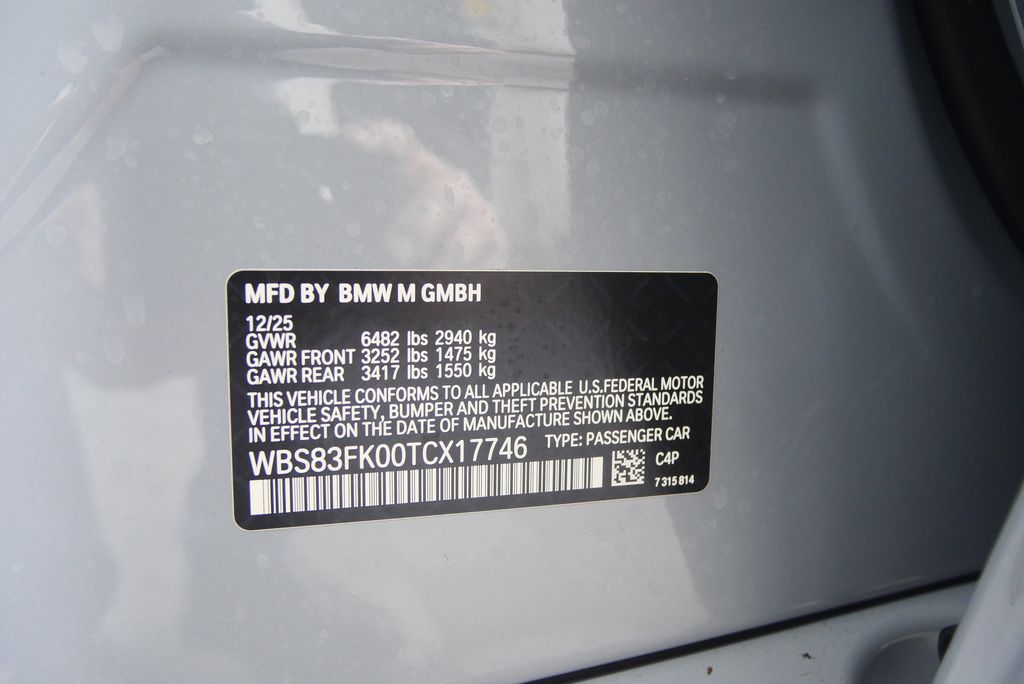 MFD BY BMW M GMBH
12/25
GVWR 6482 lbs 2940 kg
GAWR FRONT 3252 lbs 1475 kg
GAWR REAR 3417 lbs 1550 kg
THIS VEHICLE CONFORMS TO ALL APPLICABLE U.S.FEDERAL MOTOR
VEHICLE SAFETY, BUMPER AND THEFT PREVENTION STANDARDS
IN EFFECT ON THE DATE OF MANUFACTURE SHOWN ABOVE.
WBS83FK00TCX17746 TYPE: PASSENGER CAR
C4P
7 315 814